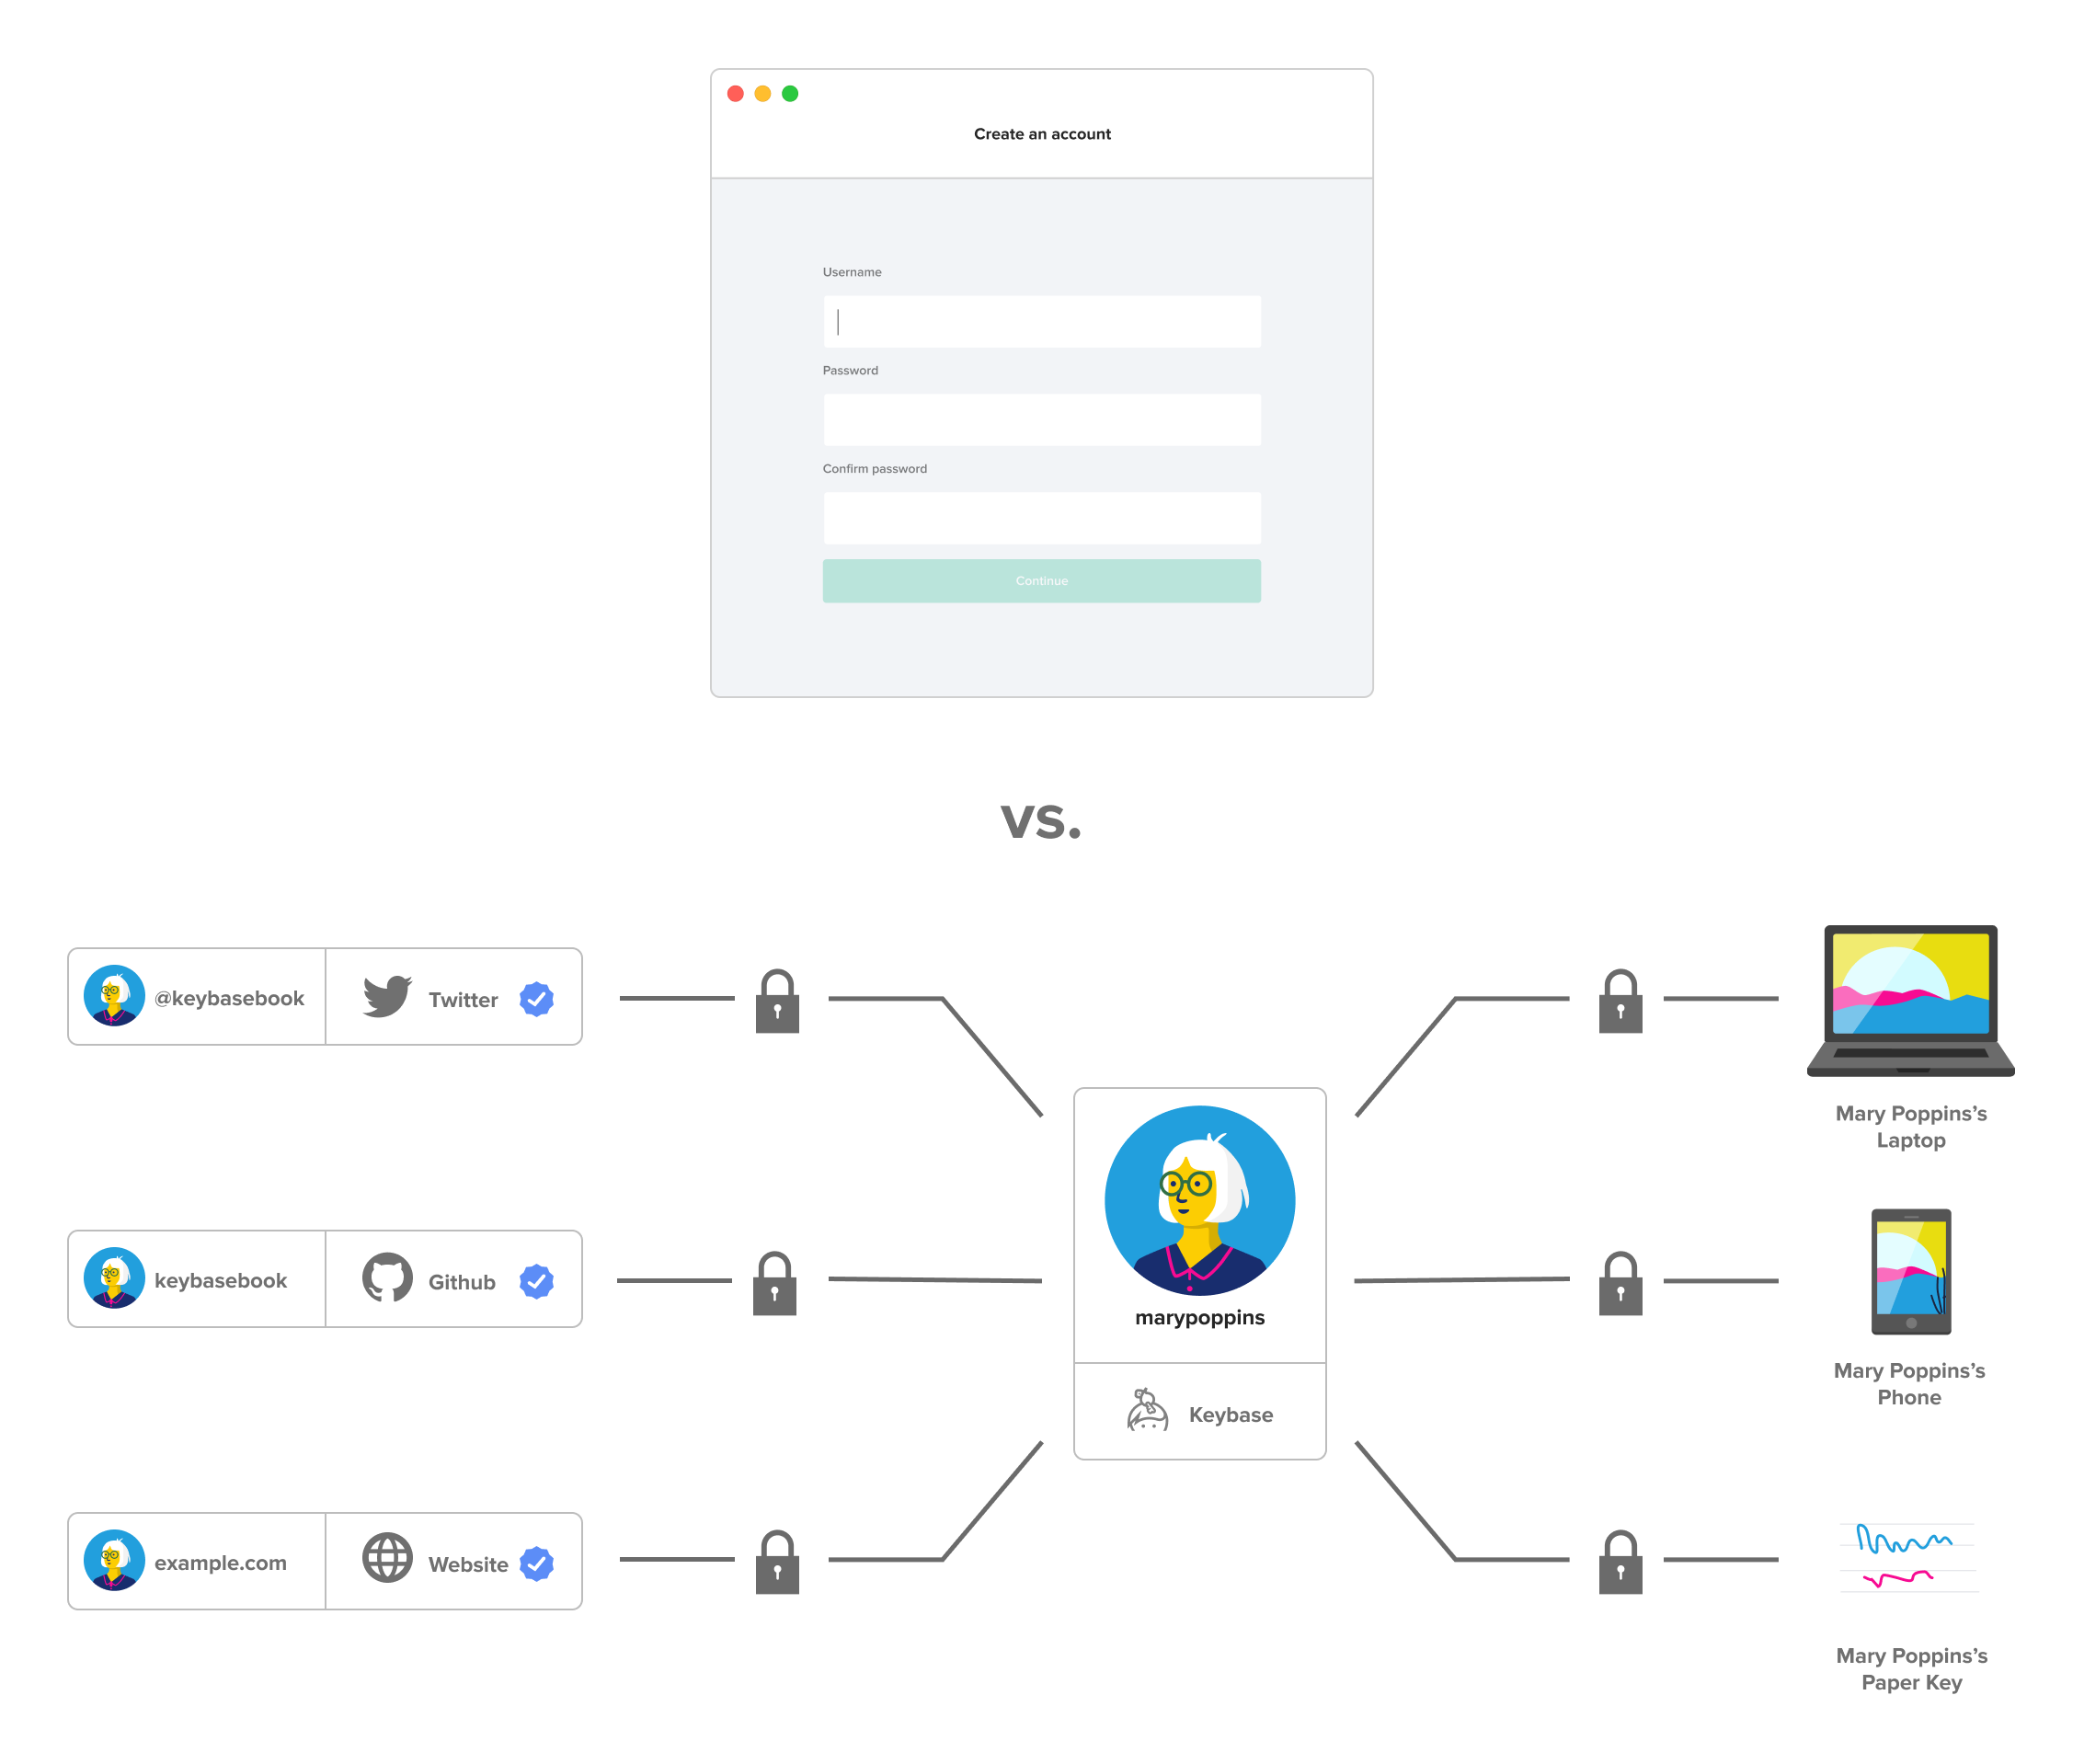 Create an account
Username
Password
Confirm password
Continue
vs.
@keybasebook
Twitter
keybasebook
Github
example.com
Website
marypoppins
Keybase
Mary Poppins’s
Laptop
Mary Poppins’s
Phone
Mary Poppins’s
Paper Key